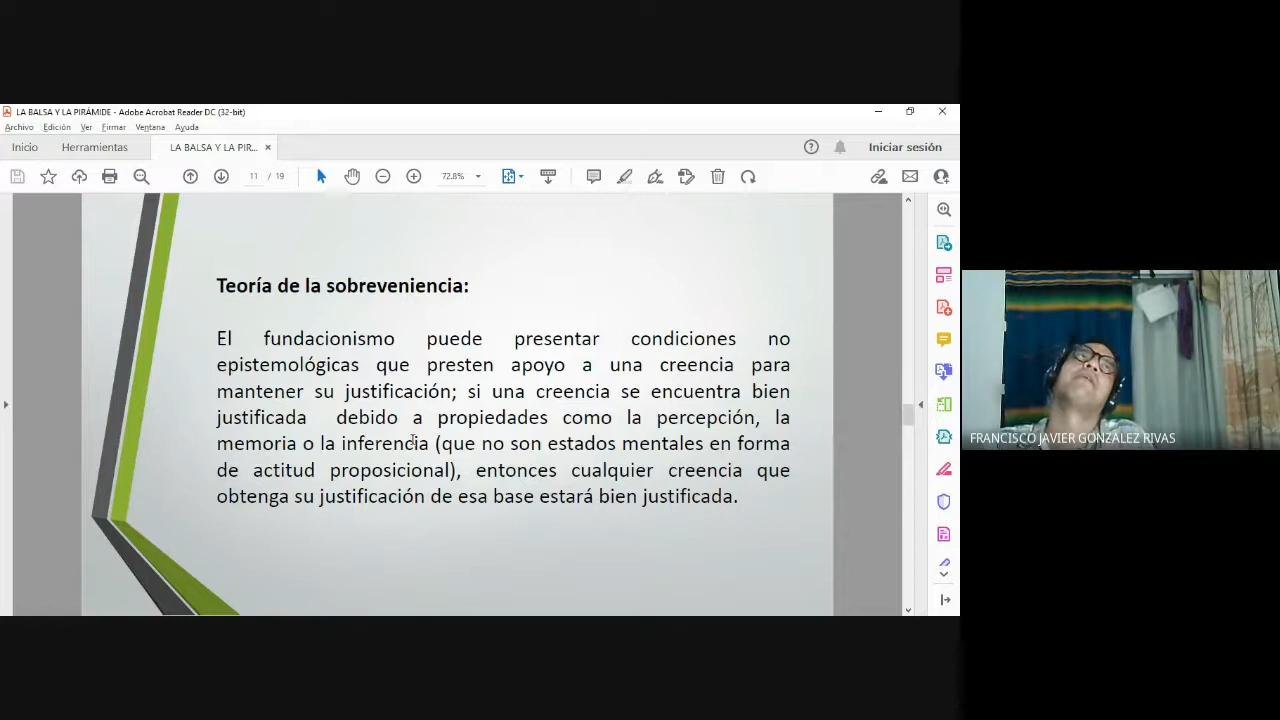 LA BALSA Y LA PIRÁMIDE - Adobe Acrobat Reader DC (32-bit)
Archivo Edición Ver Firmar Ventana Ayuda
Inicio Herramientas LA BALSA Y LA PIR... × Iniciar sesión
11 / 19 72.8%
Teoría de la sobreveniencia:
El fundacionismo puede presentar condiciones no
epistemológicas que presten apoyo a una creencia para
mantener su justificación; si una creencia se encuentra bien
justificada debido a propiedades como la percepción, la
memoria o la inferencia (que no son estados mentales en forma
de actitud proposicional), entonces cualquier creencia que
obtenga su justificación de esa base estará bien justificada.
FRANCISCO JAVIER GONZALEZ RIVAS